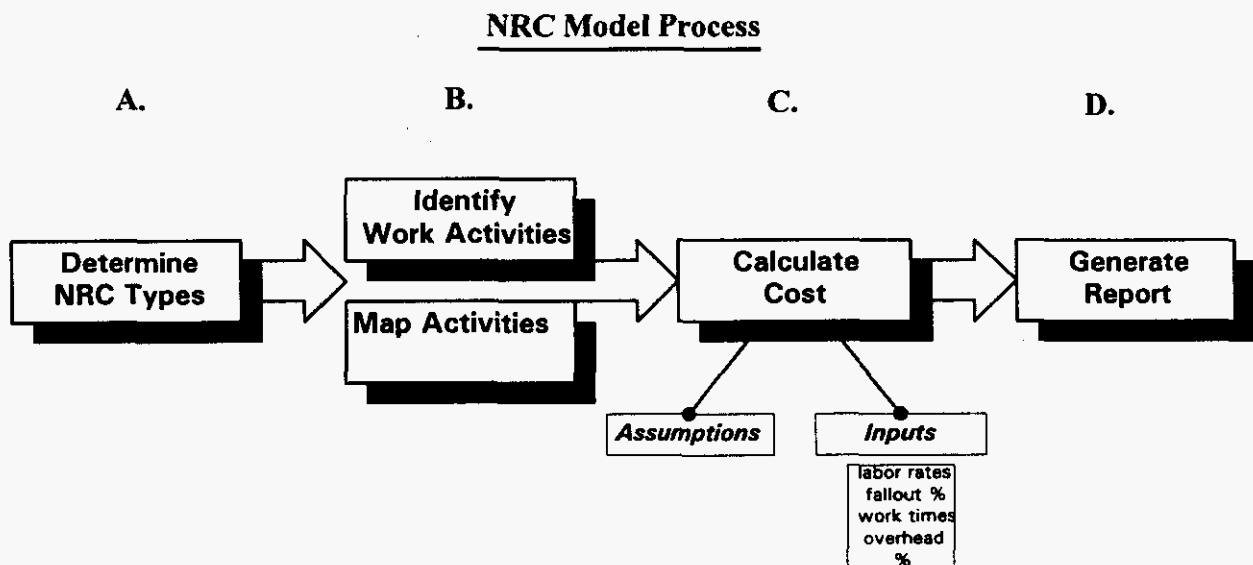 NRC Model Process
A.
B.
C.
D.
Determine
NRC Types
Identify
Work Activities
Map Activities
Calculate
Cost
Generate
Report
Assumptions
Inputs
labor rates
fallout %
work times
overhead
%